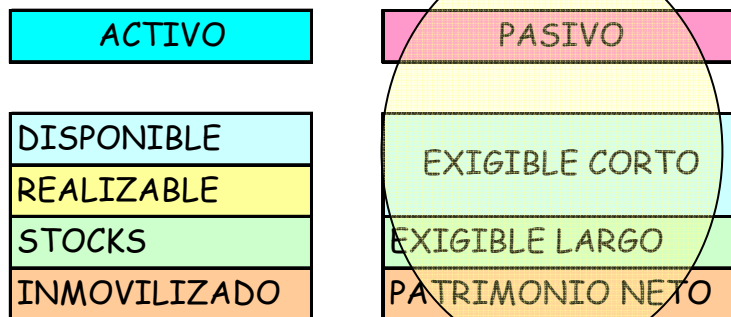 ACTIVO
PASIVO
DISPONIBLE
REALIZABLE
STOCKS
INMOVILIZADO
EXIGIBLE CORTO
EXIGIBLE LARGO
PATRIMONIO NETO